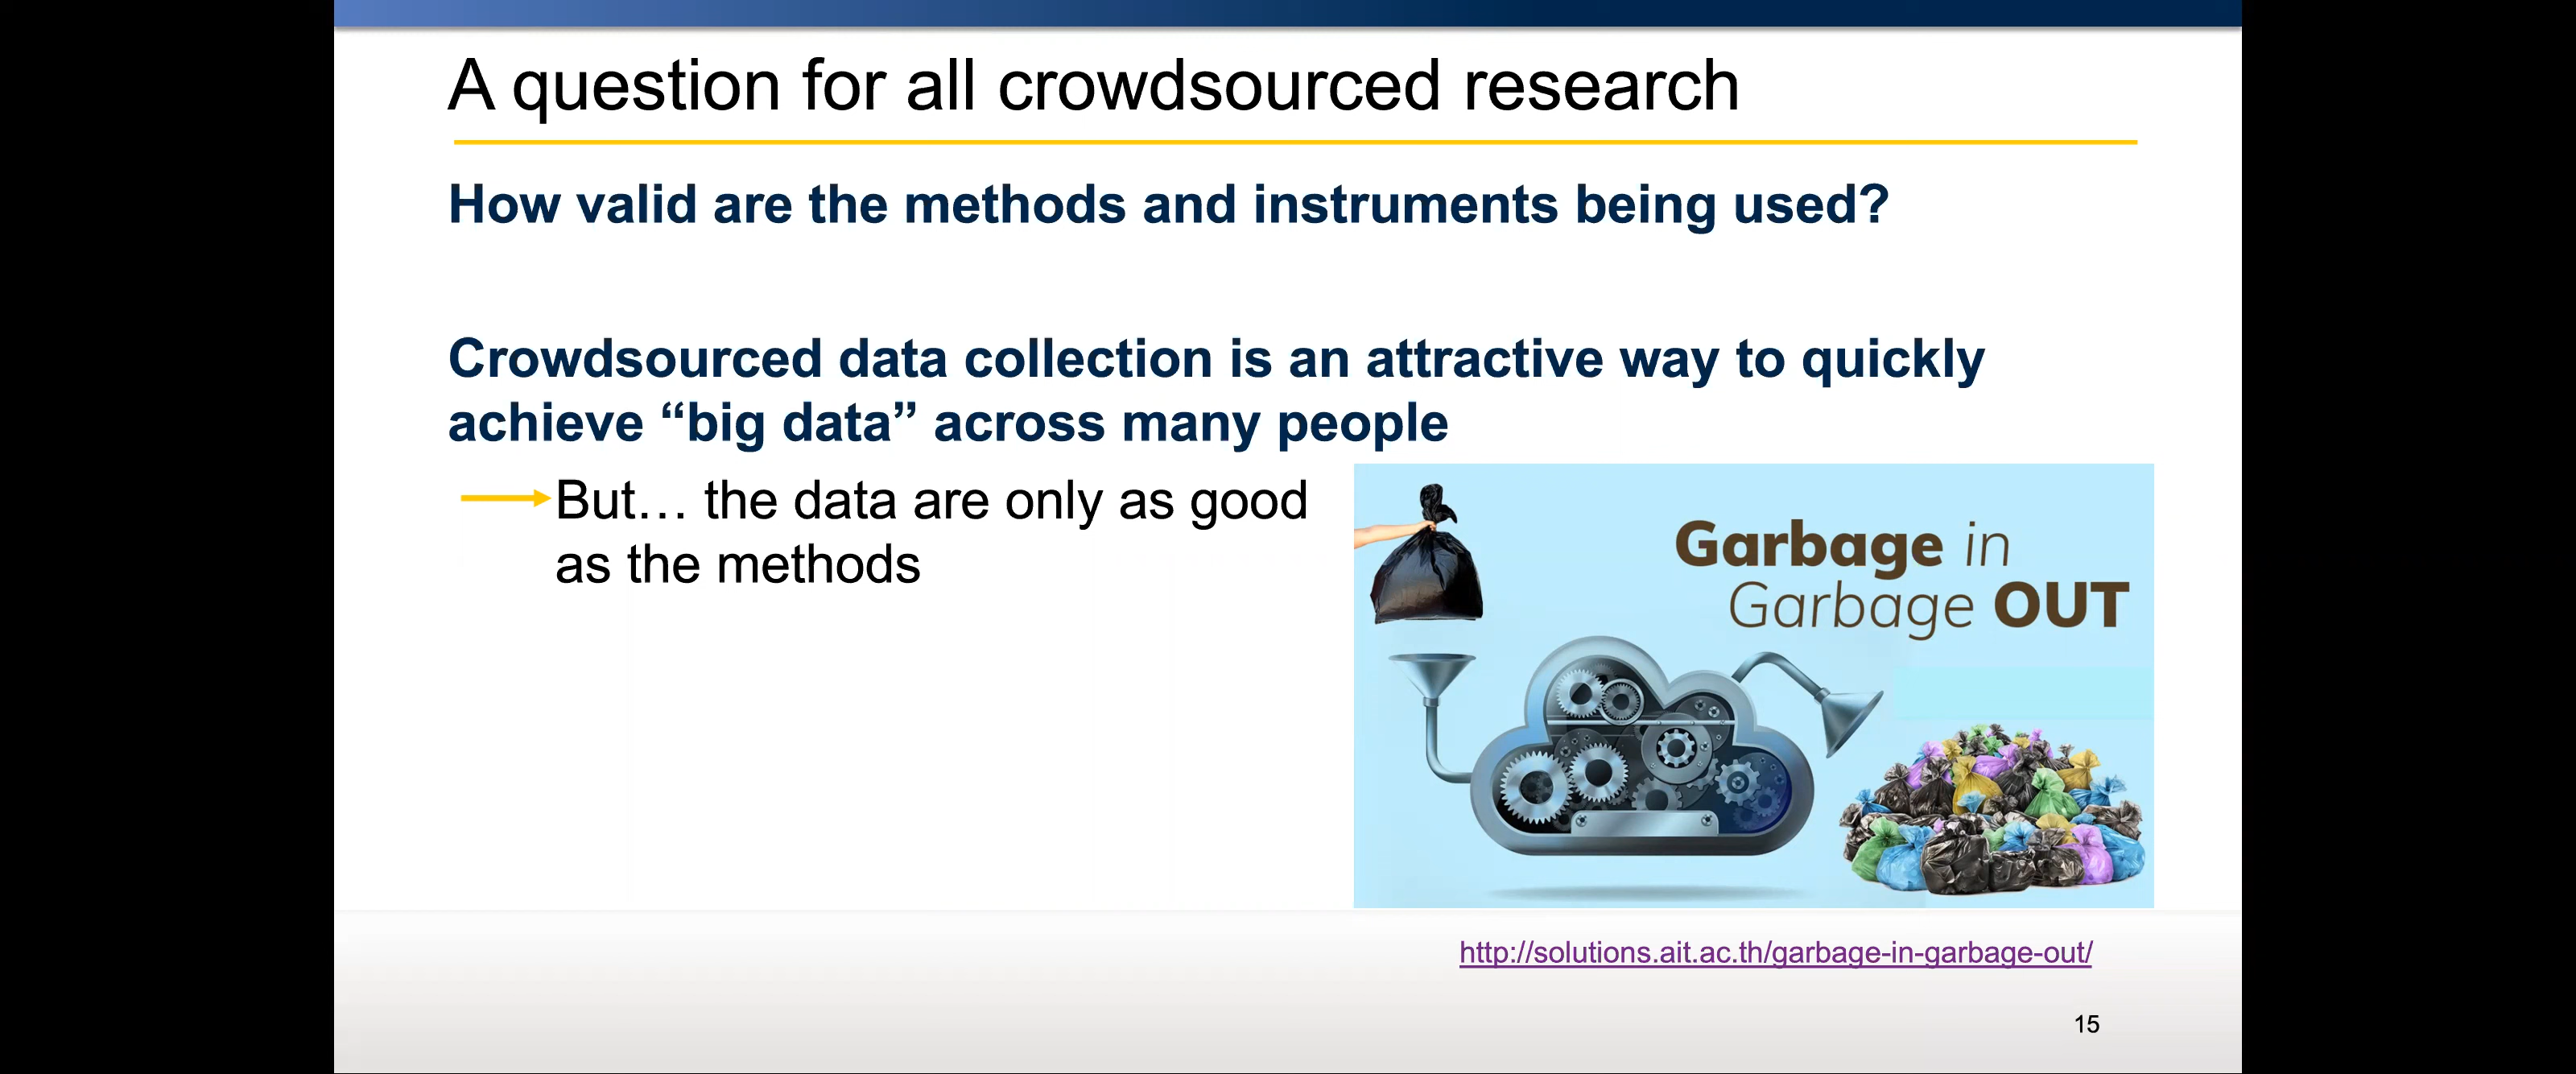 A question for all crowdsourced research
How valid are the methods and instruments being used?
Crowdsourced data collection is an attractive way to quickly
achieve “big data” across many people
But… the data are only as good
as the methods
Garbage in
Garbage OUT
http://solutions.ait.ac.th/garbage-in-garbage-out/
15